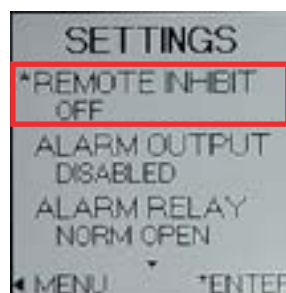 SETTINGS
*REMOTE INHIBIT
OFF
ALARM OUTPUT
DISABLED
ALARM RELAY
NORM OPEN
◄ MENU *ENTER